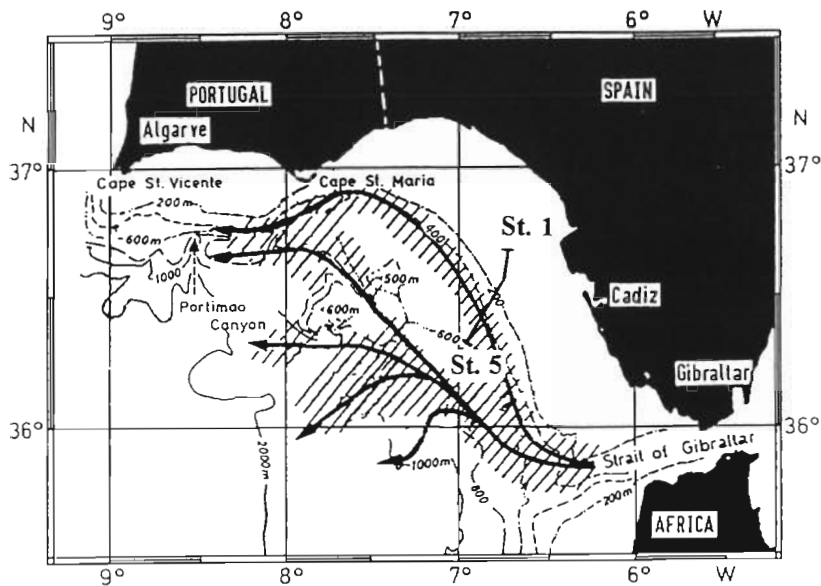 9° 8° 7° 6° W
PORTUGAL
SPAIN
N
Algarve
N
37°
37°
Cape St. Vicente
Cape St. Maria
200m
400
St. 1
600m
1000
500m
Portimao
Canyon
600m
600
Cadiz
St. 5
Gibraltar
36°
36°
Strait of Gibraltar
1000m
2000m
800
200m
AFRICA
9° 8° 7° 6° W